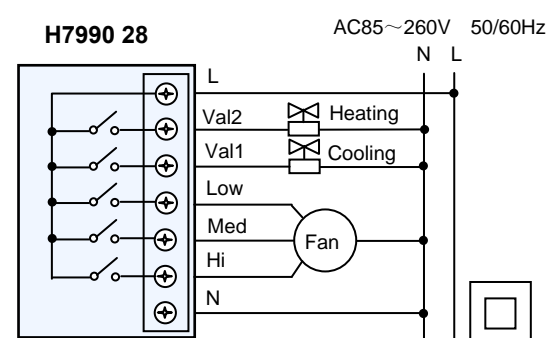 H7990 28
AC85～260V 50/60Hz
N L
L
Val2 Heating
Val1 Cooling
Low
Med
Fan
Hi
N